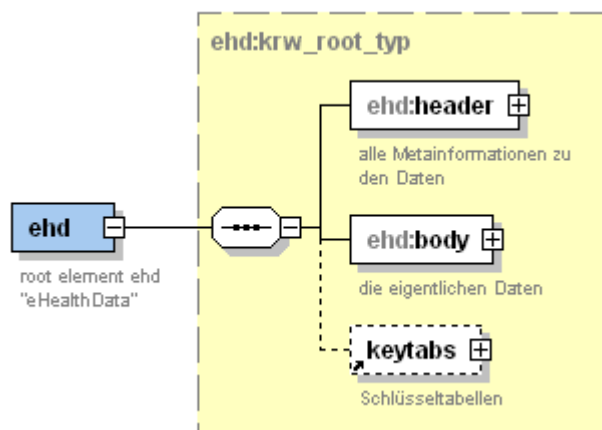 ehd:krw_root_typ
ehd:header
alle Metainformationen zu
den Daten
ehd
root element ehd
"eHealthData"
ehd:body
die eigentlichen Daten
keytabs
Schlüsseltabellen